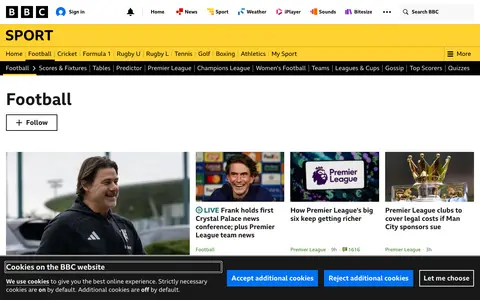 BBC Sign in Home News Sport Weather iPlayer Sounds Bitesize Search BBC
SPORT
Home Football Cricket Formula 1 Rugby U Rugby L Tennis Golf Boxing Athletics My Sport More
Football Scores & Fixtures Tables Predictor Premier League Champions League Women's Football Teams Leagues & Cups Gossip Top Scorers Quizzes
Football
+ Follow
LIVE Frank holds first
Crystal Palace news
conference; plus Premier
League team news
Football
Premier
League
How Premier League's big
six keep getting richer
Premier League 9h 1616
Premier League clubs to
cover legal costs if Man
City sponsors sue
Premier League 3h
Cookies on the BBC website
We use cookies to give you the best online experience. Strictly necessary
cookies are on by default. Additional cookies are off by default.
Accept additional cookies
Reject additional cookies
Let me choose